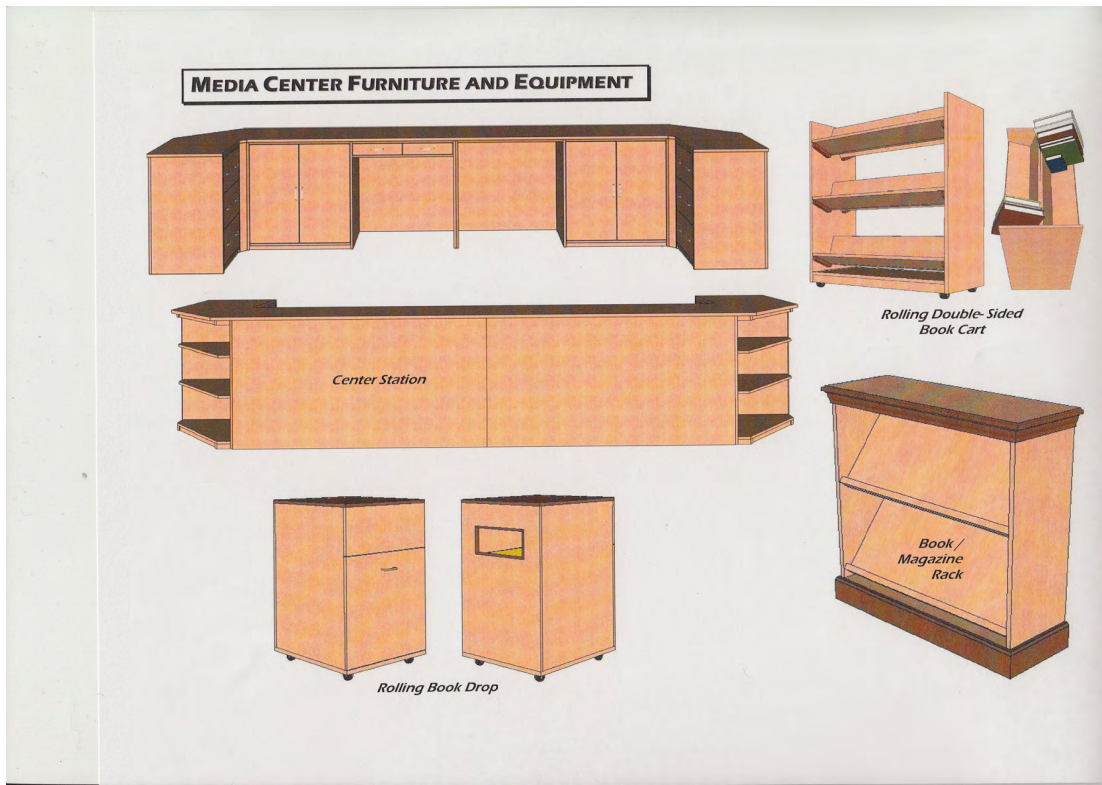 MEDIA CENTER FURNITURE AND EQUIPMENT
Rolling Double-Sided
Book Cart
Center Station
Book /
Magazine
Rack
Rolling Book Drop